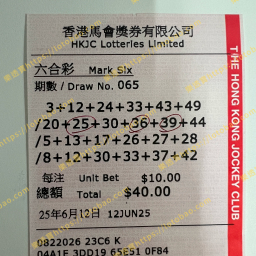 香港馬會獎券有限公司
HKJC Lotteries Limited
六合彩 Mark Six
期數 / Draw No. 065
3+12+24+33+43+49
/20+25+30+36+39+44
/5+13+17+26+27+28
/8+12+30+33+37+42
每注 Unit Bet $10.00
總額 Total $40.00
25年6月12日 12JUN25
0822026 23C6 K
04A1E 3DD19 65E51 0F84
THE HONG KONG JOCKEY CLUB